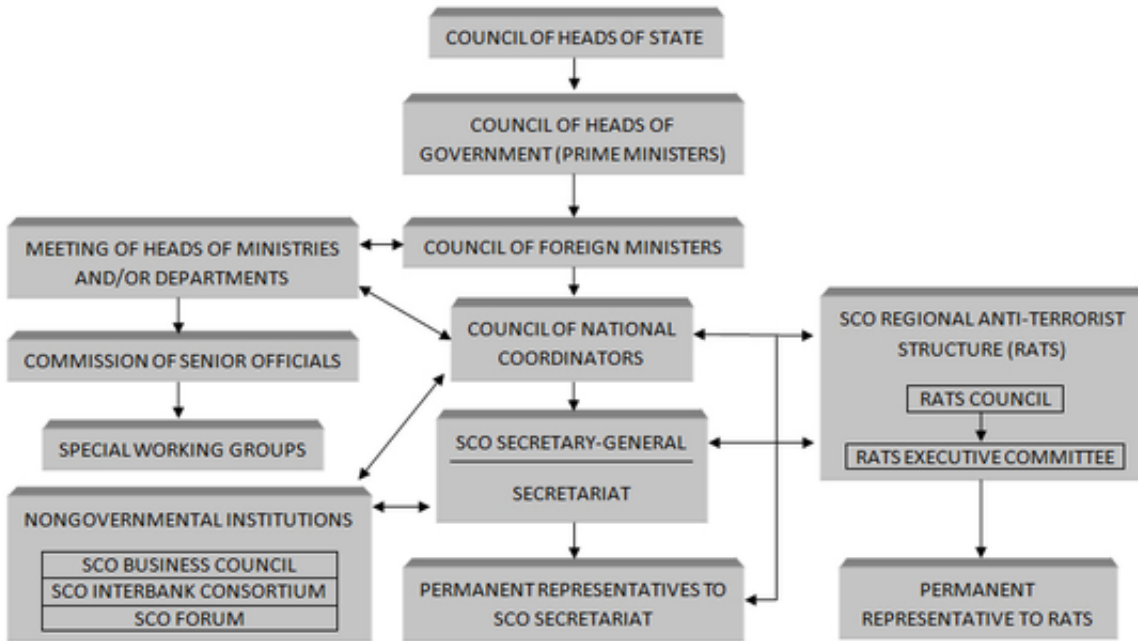 COUNCIL OF HEADS OF STATE
COUNCIL OF HEADS OF
GOVERNMENT (PRIME MINISTERS)
MEETING OF HEADS OF MINISTRIES
AND/OR DEPARTMENTS
COUNCIL OF FOREIGN MINISTERS
COUNCIL OF NATIONAL
COORDINATORS
SCO REGIONAL ANTI-TERRORIST
STRUCTURE (RATS)
RATS COUNCIL
RATS EXECUTIVE COMMITTEE
COMMISSION OF SENIOR OFFICIALS
SPECIAL WORKING GROUPS
SCO SECRETARY-GENERAL
SECRETARIAT
NONGOVERNMENTAL INSTITUTIONS
SCO BUSINESS COUNCIL
SCO INTERBANK CONSORTIUM
SCO FORUM
PERMANENT REPRESENTATIVES TO
SCO SECRETARIAT
PERMANENT
REPRESENTATIVE TO RATS